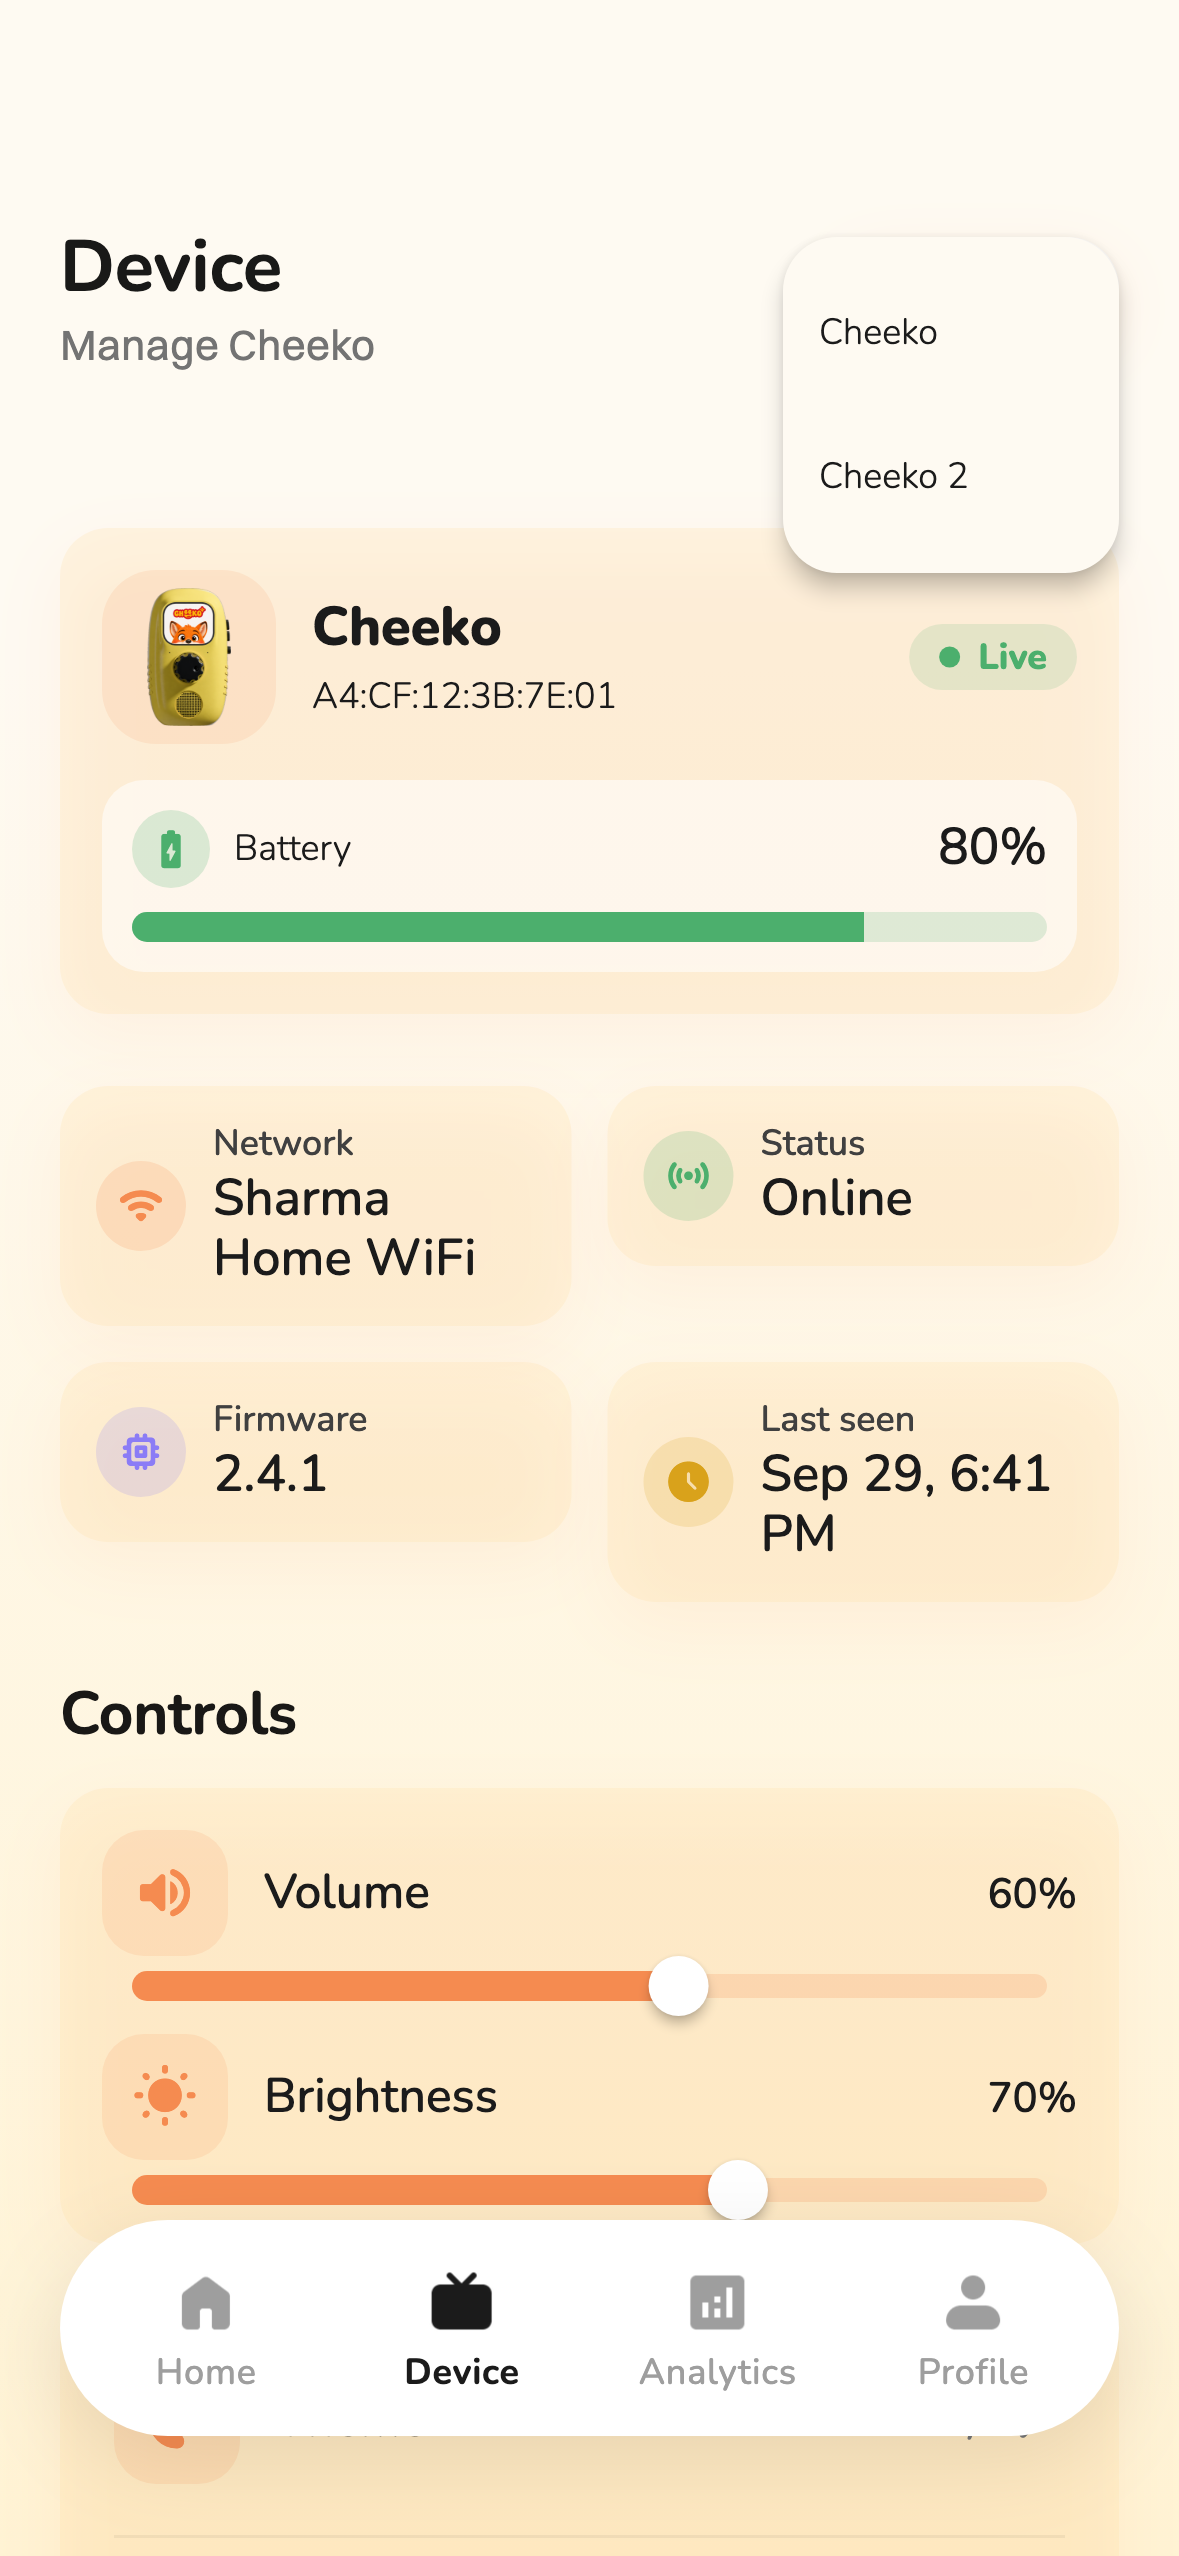 Device
Manage Cheeko
Cheeko
Cheeko 2
CHEEKO
Cheeko
A4:CF:12:3B:7E:01
Live
Battery
80%
Network
Sharma
Home WiFi
Status
Online
Firmware
2.4.1
Last seen
Sep 29, 6:41
PM
Controls
Volume
60%
Brightness
70%
Home
Device
Analytics
Profile